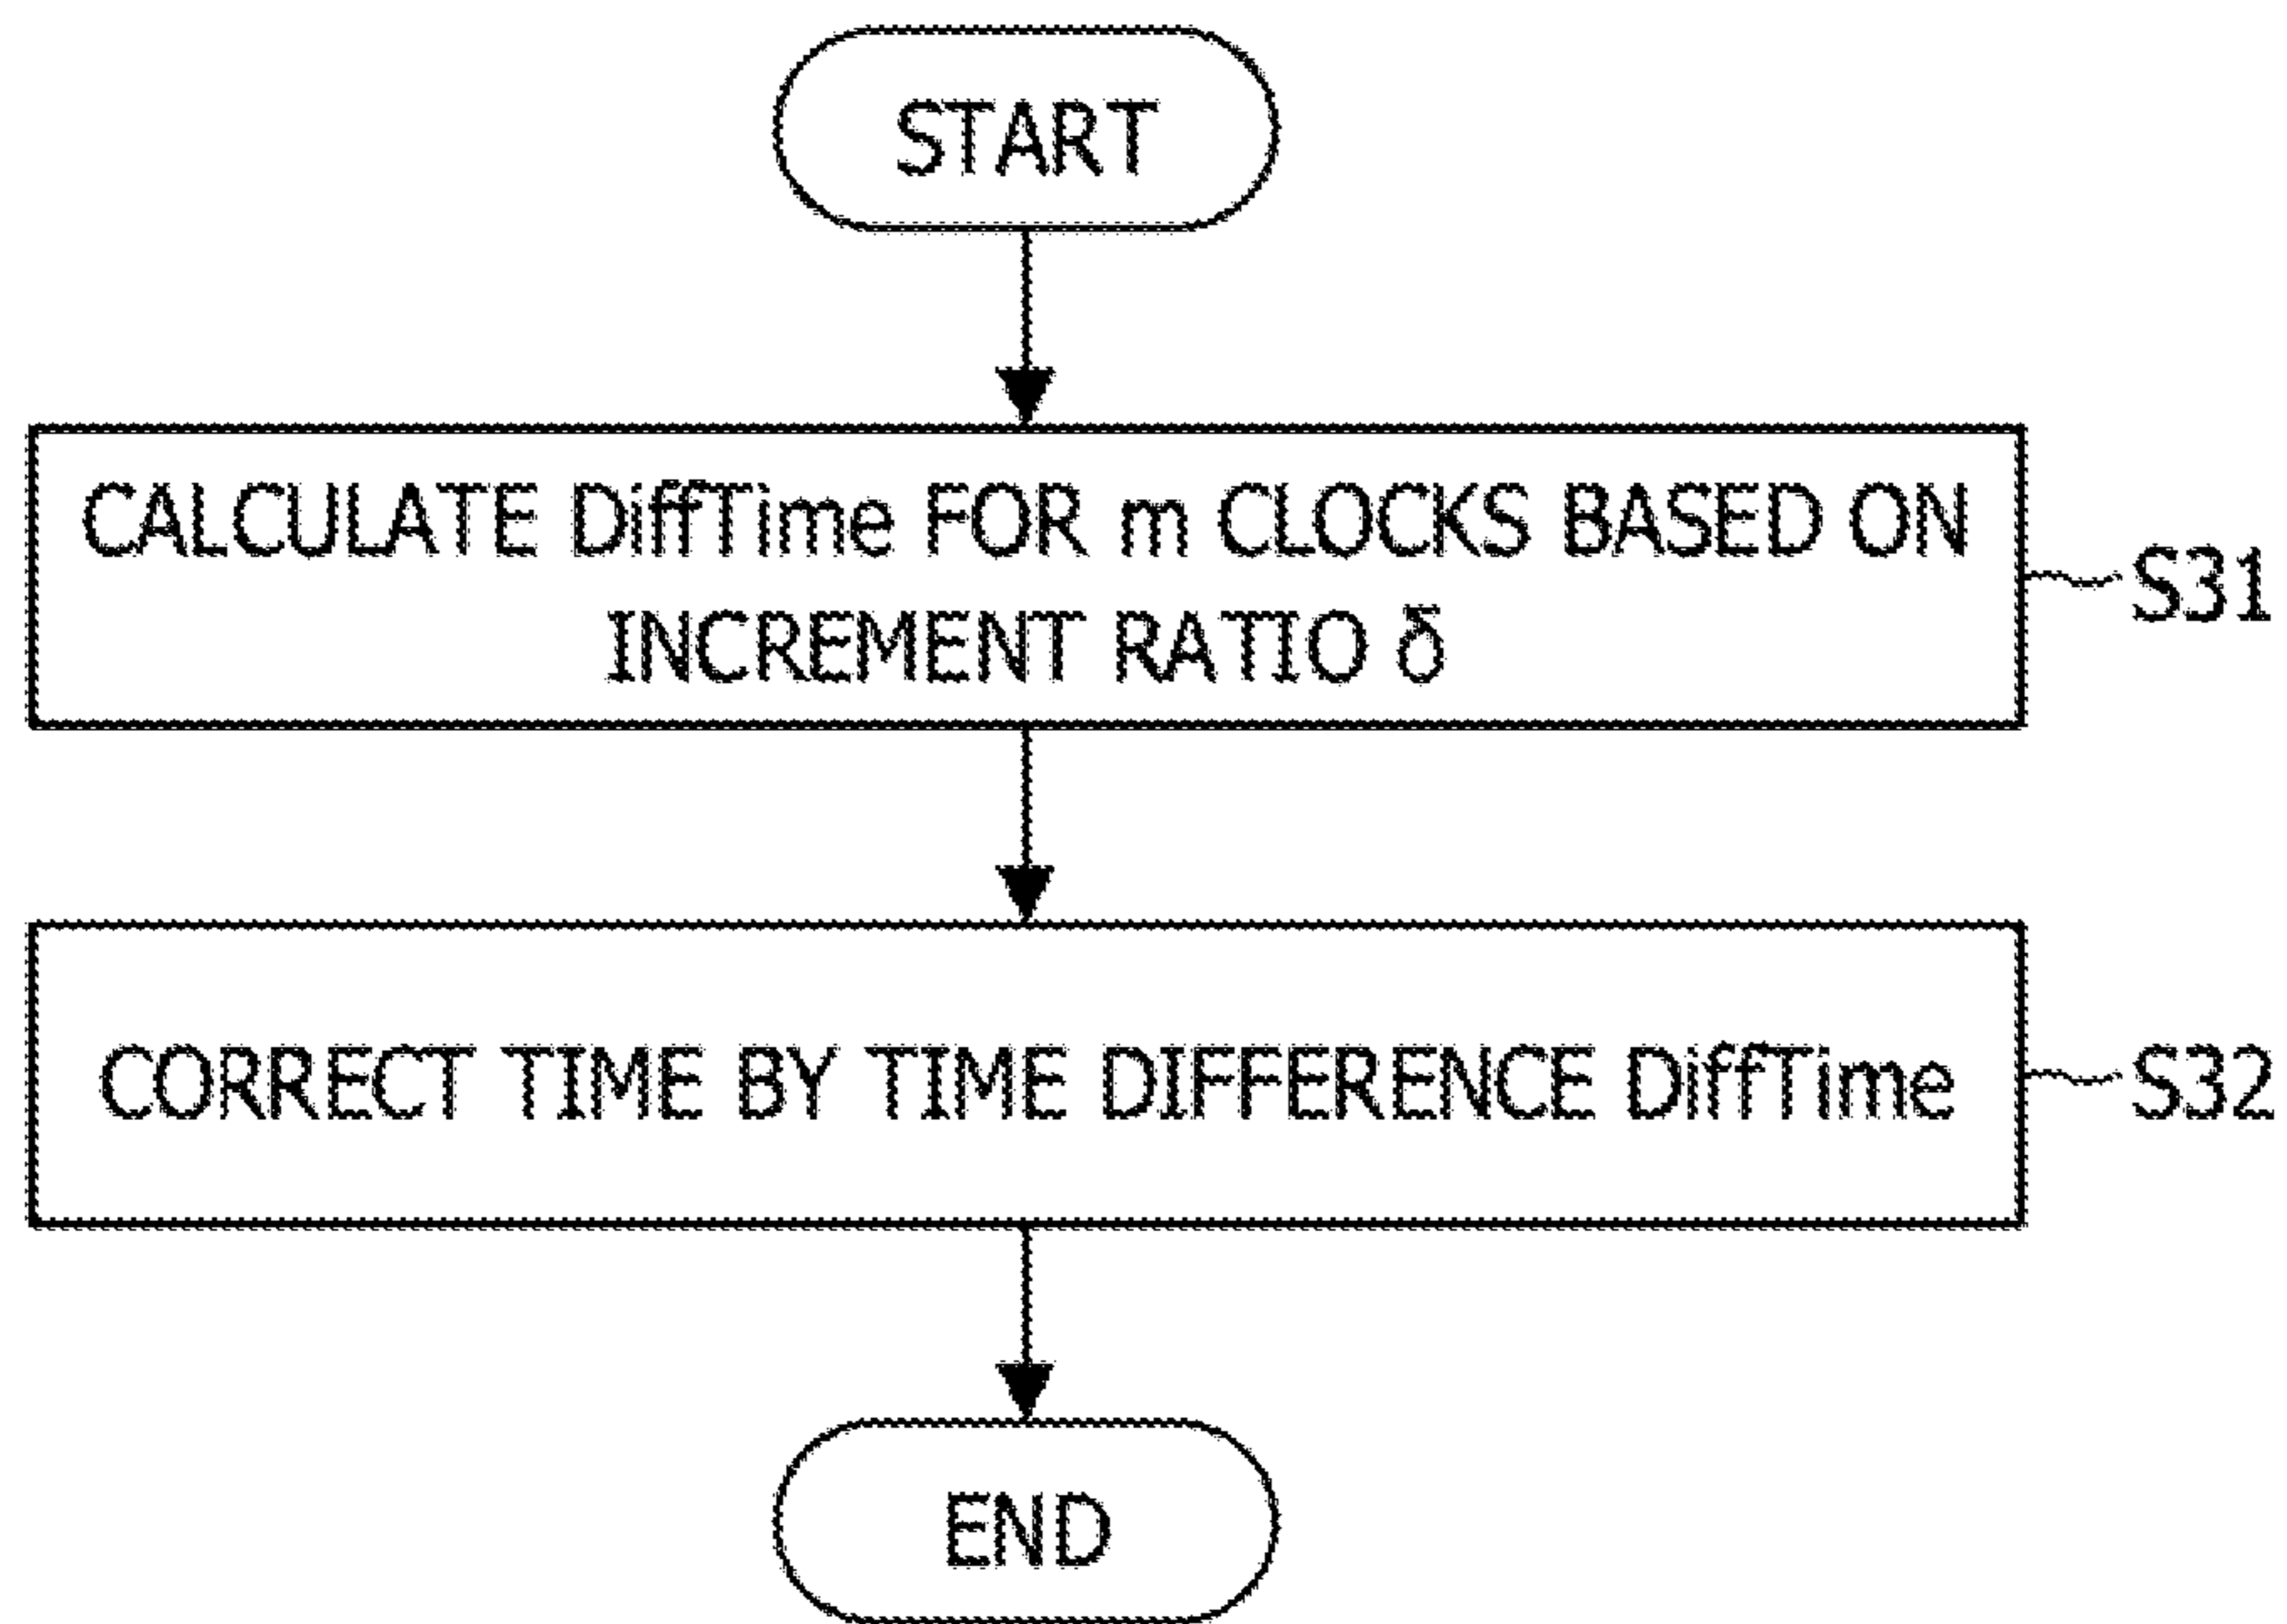 START
CALCULATE DiffTime FOR m CLOCKS BASED ON
INCREMENT RATIO δ
S31
CORRECT TIME BY TIME DIFFERENCE DiffTime
S32
END